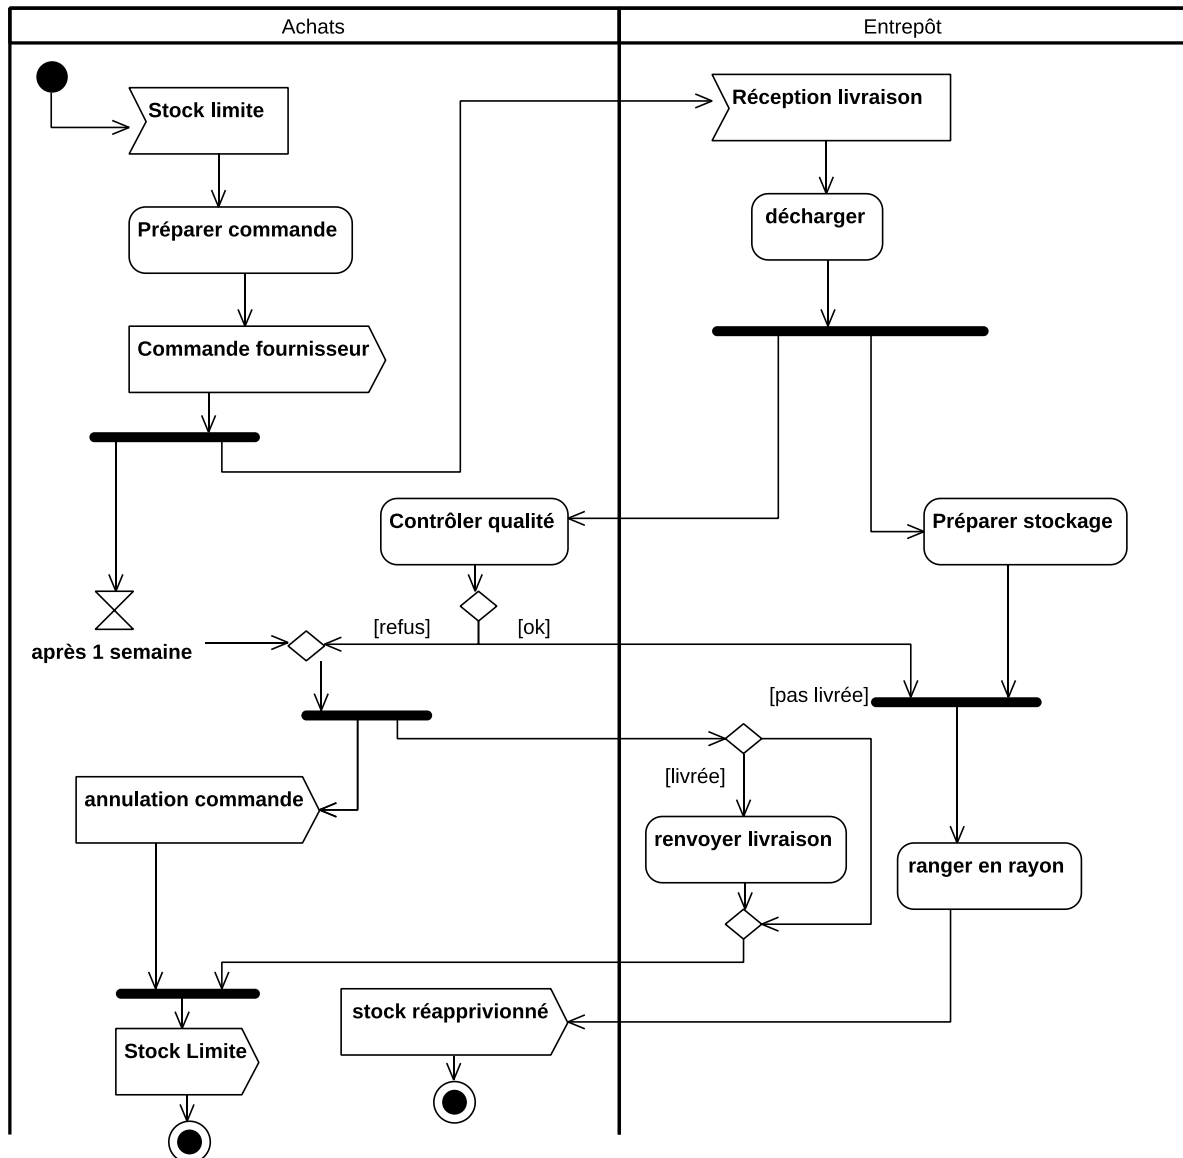 Achats
Entrepôt
Stock limite
Réception livraison
Préparer commande
décharger
Commande fournisseur
Contrôler qualité
Préparer stockage
[refus]
[ok]
après 1 semaine
[pas livrée]
[livrée]
annulation commande
renvoyer livraison
ranger en rayon
stock réapprivionné
Stock Limite